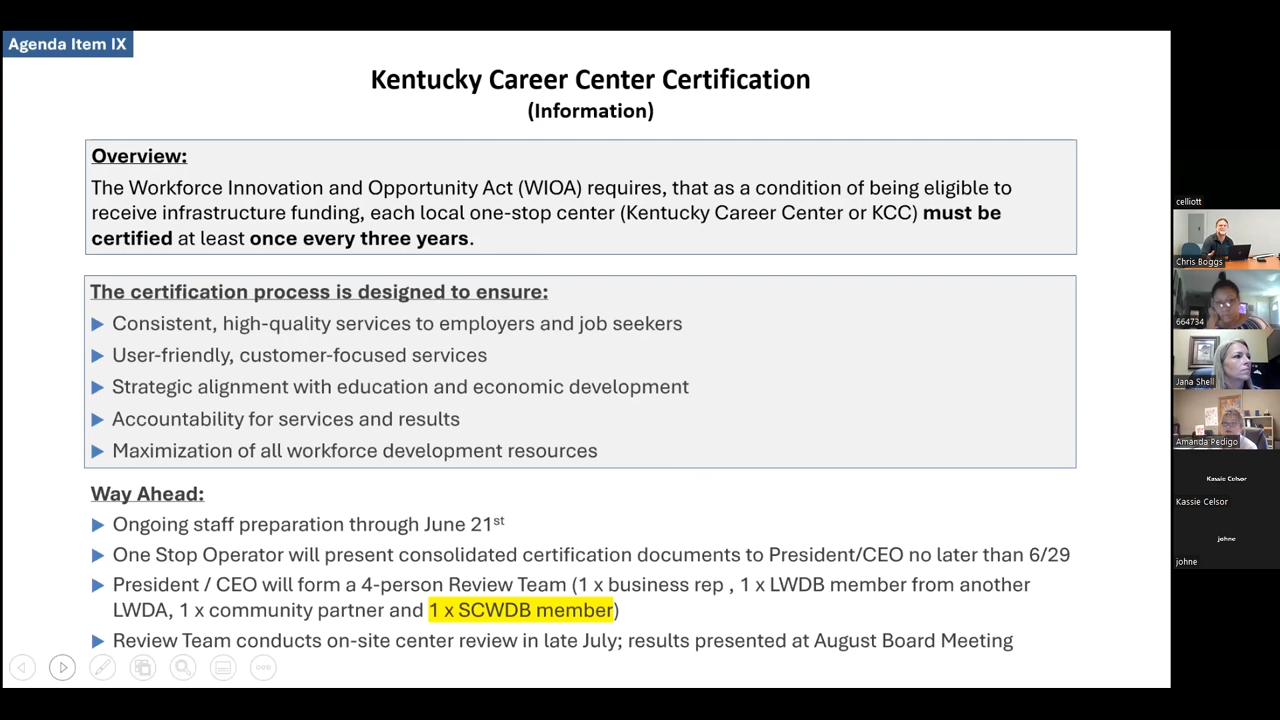 Agenda Item IX
Kentucky Career Center Certification
(Information)
Overview:
The Workforce Innovation and Opportunity Act (WIOA) requires, that as a condition of being eligible to
receive infrastructure funding, each local one-stop center (Kentucky Career Center or KCC) must be
certified at least once every three years.
The certification process is designed to ensure:
▶ Consistent, high-quality services to employers and job seekers
▶ User-friendly, customer-focused services
▶ Strategic alignment with education and economic development
▶ Accountability for services and results
▶ Maximization of all workforce development resources
Way Ahead:
▶ Ongoing staff preparation through June 21st
▶ One Stop Operator will present consolidated certification documents to President/CEO no later than 6/29
▶ President / CEO will form a 4-person Review Team (1 x business rep , 1 x LWDB member from another
LWDA, 1 x community partner and 1 x SCWDB member)
▶ Review Team conducts on-site center review in late July; results presented at August Board Meeting
celliott
Chris Boggs
664734
Jana Shell
Amanda Pedigo
Kassie Celsor
Kassie Celsor
johne
johne